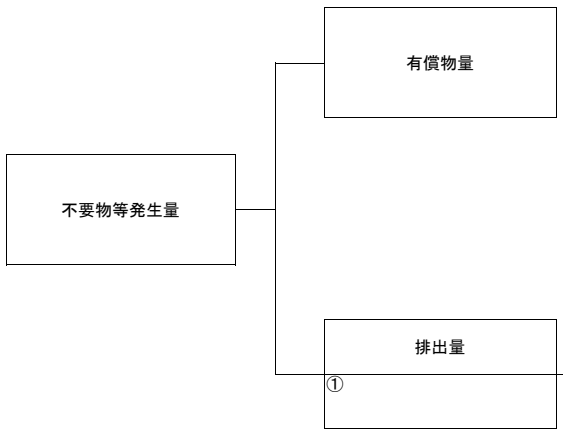 有償物量
不要物等発生量
排出量
①